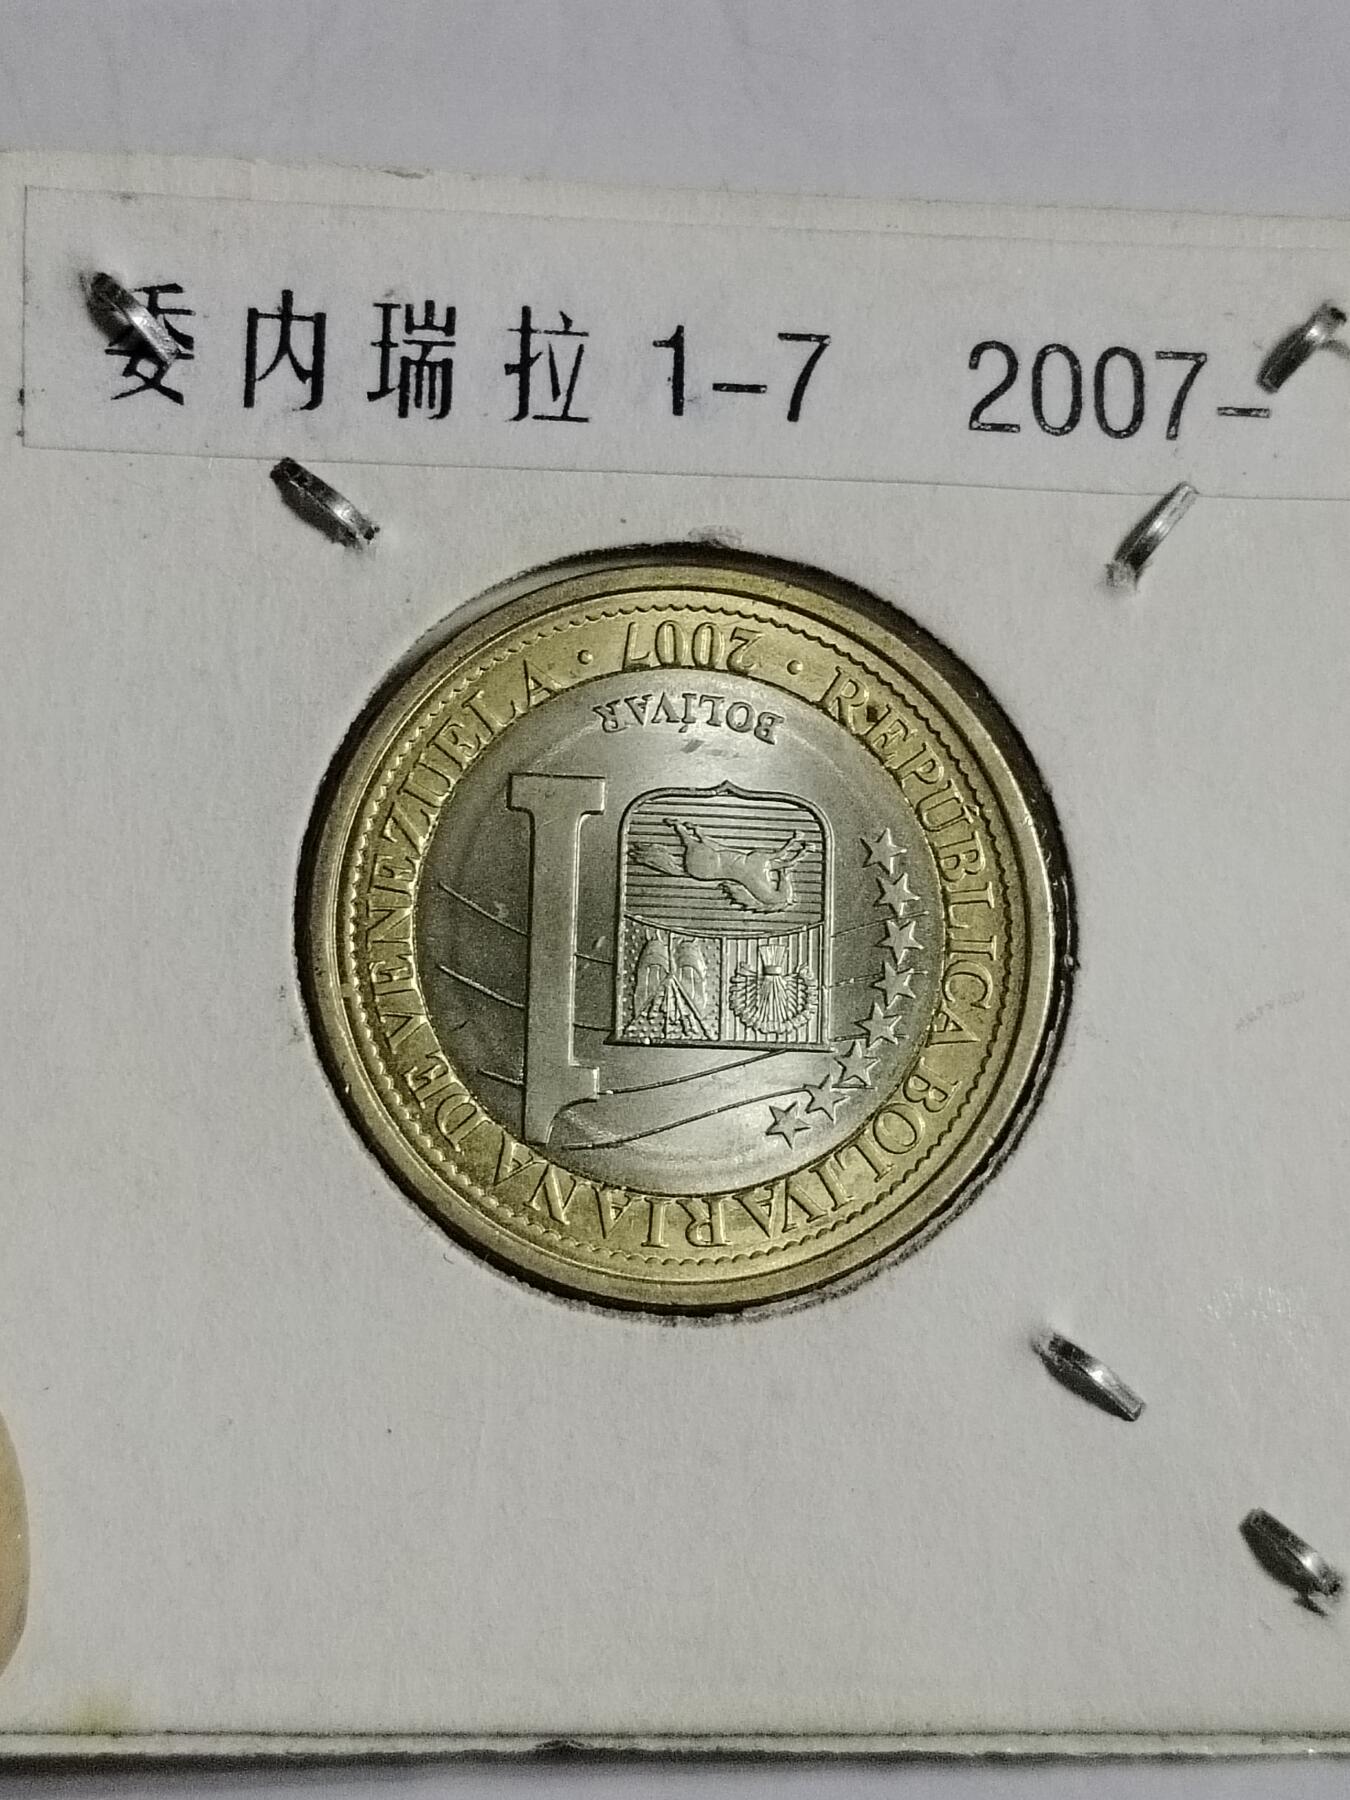 委内瑞拉 1-7 2007-
REPÚBLICA BOLIVARIANA DE VENEZUELA · 2007 ·
BOLÍVAR
1